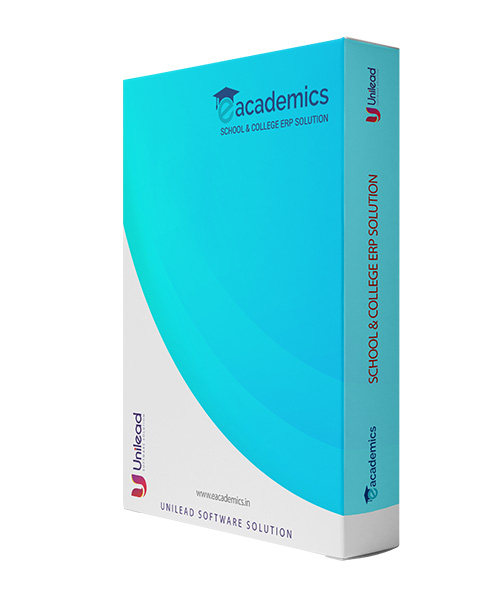 eacademics
SCHOOL & COLLEGE ERP SOLUTION
Unilead
www.eacademics.in
UNILEAD SOFTWARE SOLUTION
Unilead
SCHOOL & COLLEGE ERP SOLUTION
eacademics